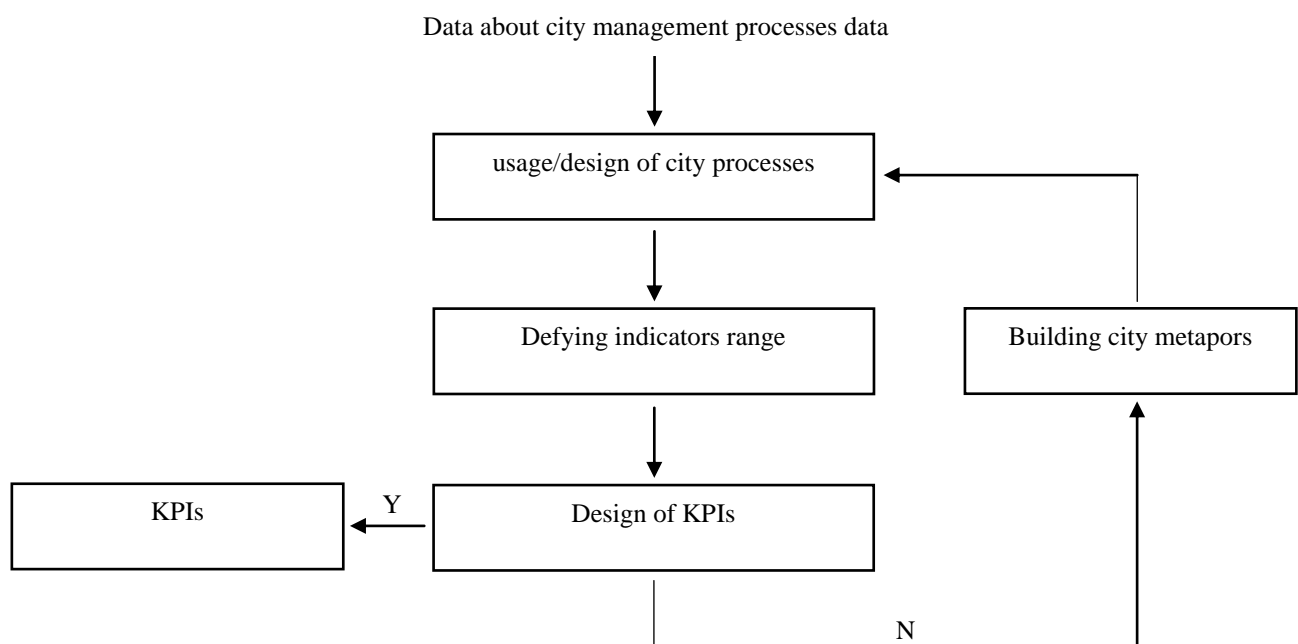 Data about city management processes data
usage/design of city processes
Defying indicators range
Building city metapors
KPIs
Y
Design of KPIs
N